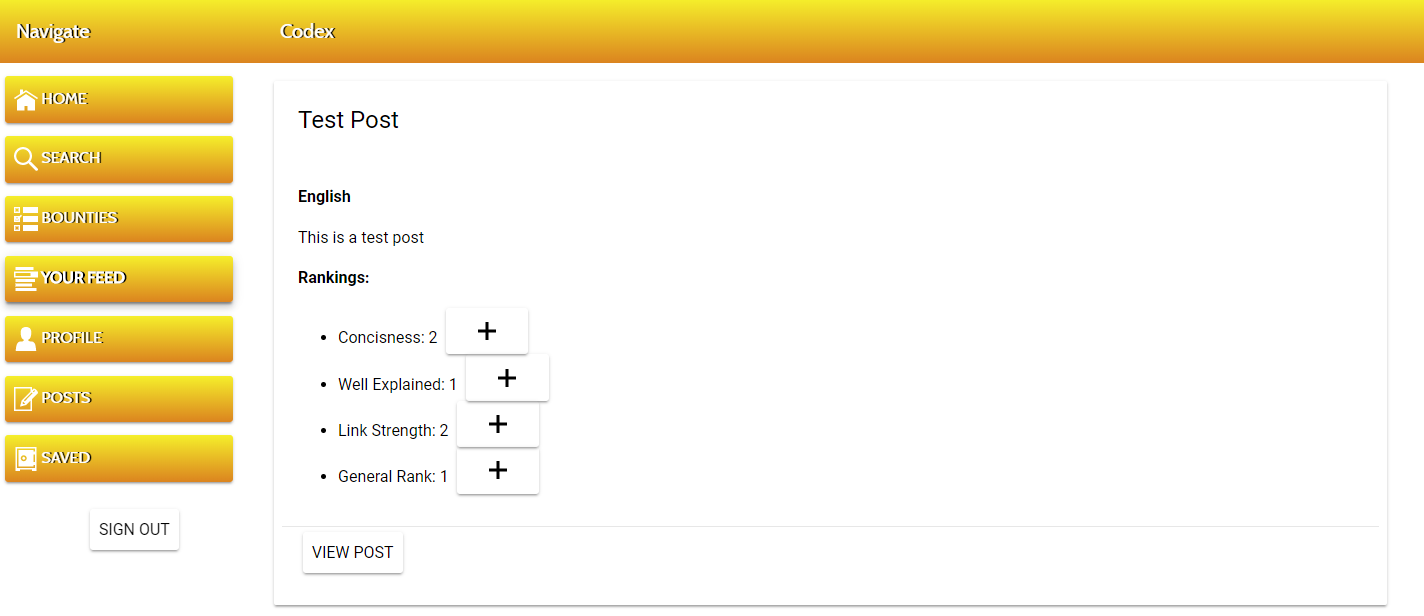 Navigate
Codex
HOME
SEARCH
BOUNTIES
YOUR FEED
PROFILE
POSTS
SAVED
SIGN OUT
Test Post
English
This is a test post
Rankings:
Concisness: 2 +
Well Explained: 1 +
Link Strength: 2 +
General Rank: 1 +
VIEW POST